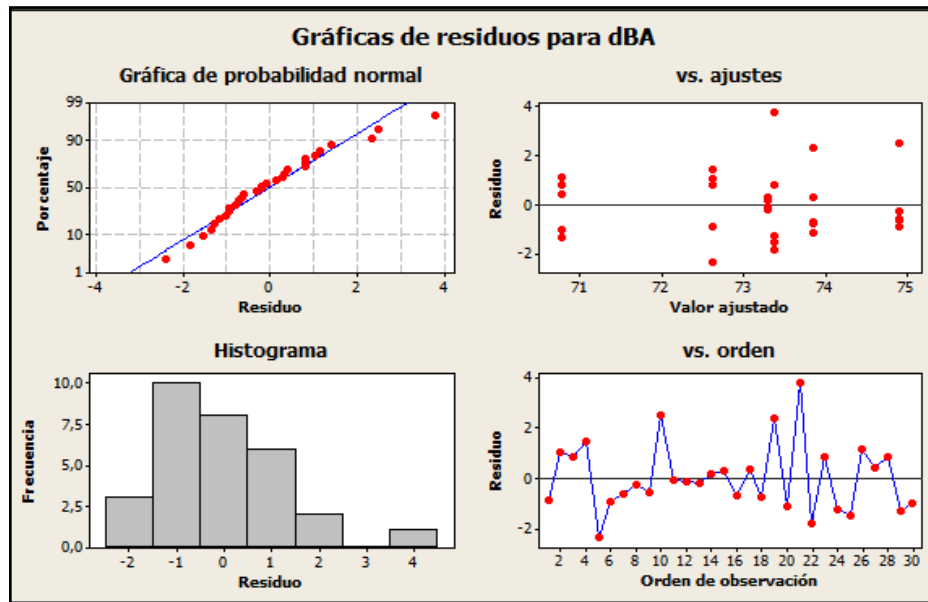 Gráficas de residuos para dBA
Gráfica de probabilidad normal
99
90
50
10
1
Porcentaje
-4 -2 0 2 4
Residuo
vs. ajustes
4
2
0
-2
Residuo
71 72 73 74 75
Valor ajustado
Histograma
10,0
7,5
5,0
2,5
0,0
Frecuencia
-2 -1 0 1 2 3 4
Residuo
vs. orden
4
2
0
-2
Residuo
2 4 6 8 10 12 14 16 18 20 22 24 26 28 30
Orden de observación